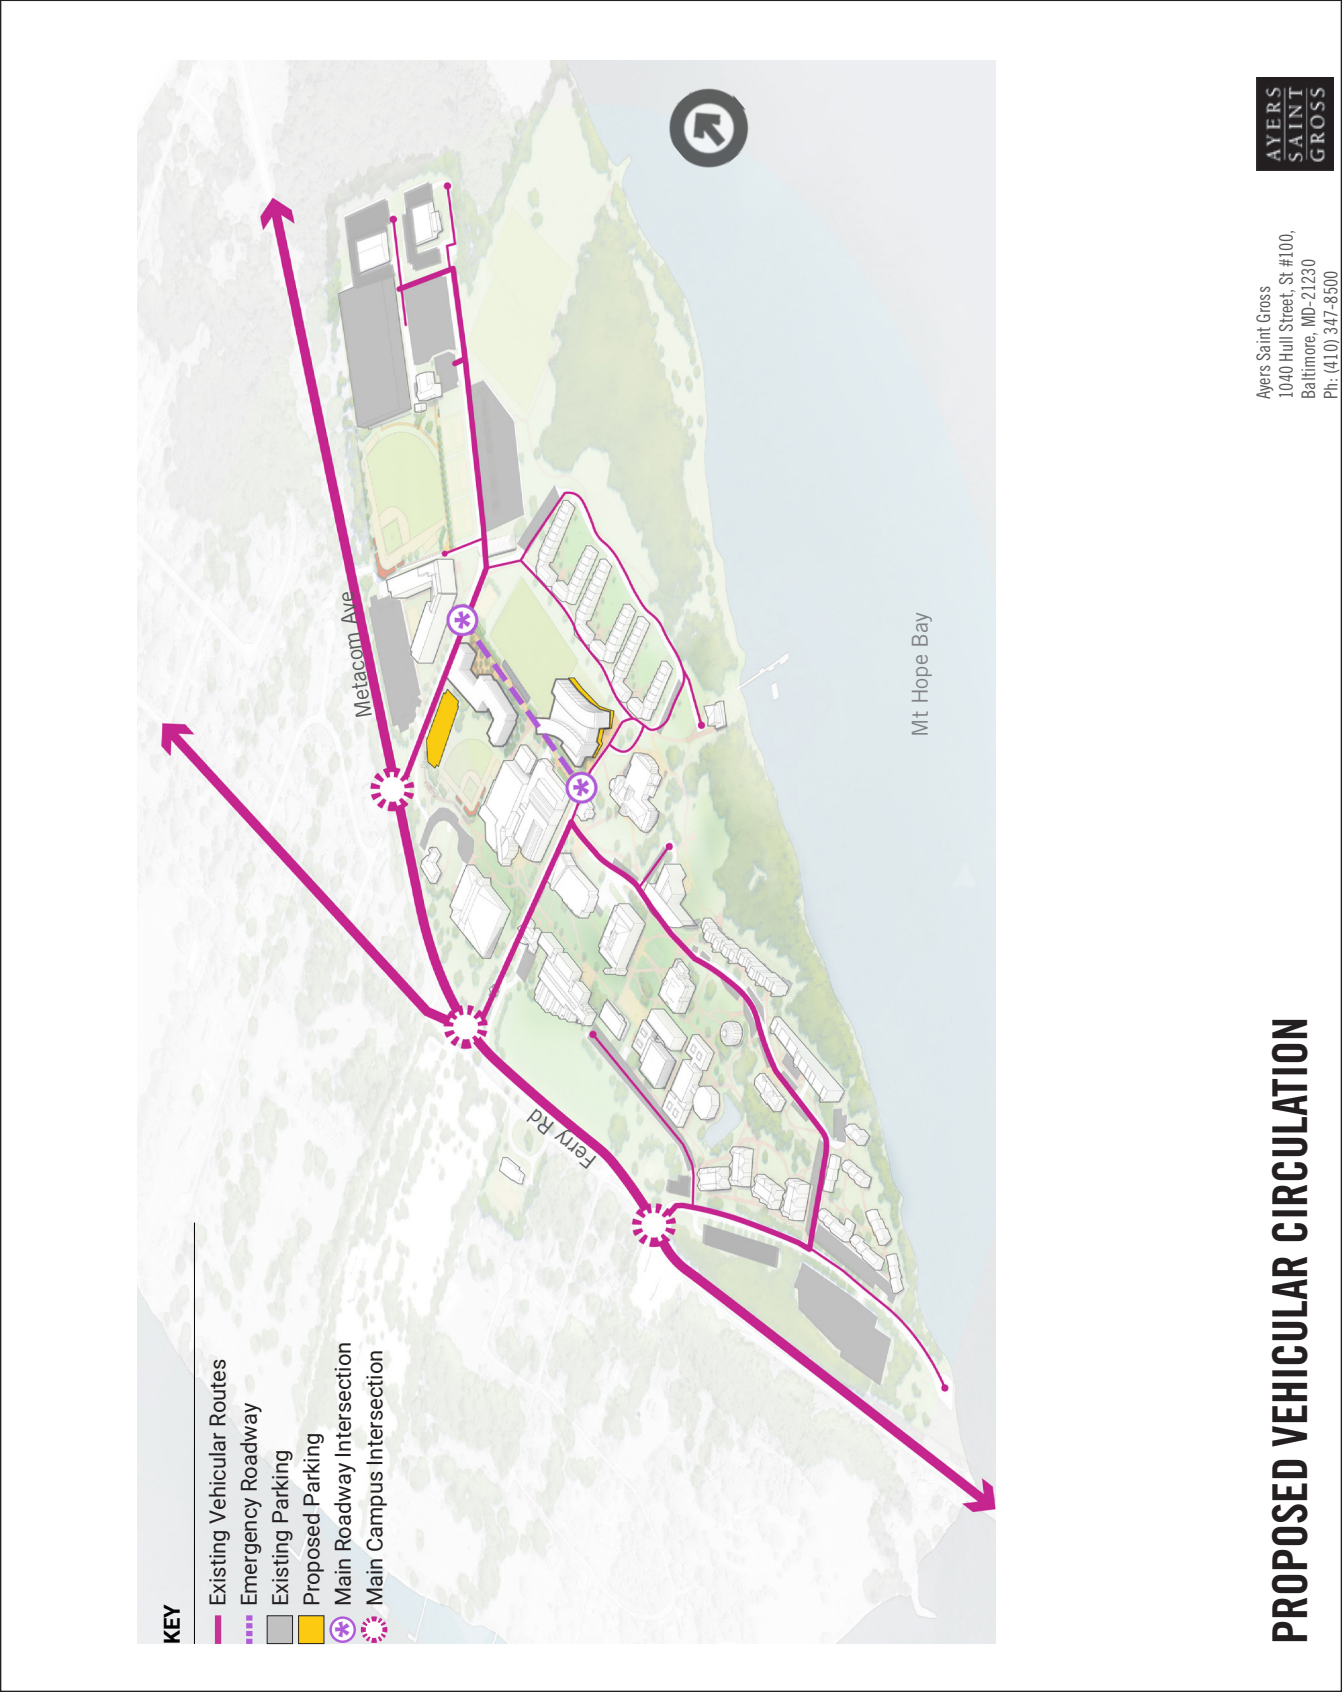 KEY
Existing Vehicular Routes
Emergency Roadway
Existing Parking
Proposed Parking
Main Roadway Intersection
Main Campus Intersection
Metacom Ave
Ferry Rd
Mt Hope Bay
PROPOSED VEHICULAR CIRCULATION
Ayers Saint Gross
1040 Hull Street, St #100,
Baltimore, MD-21230
Ph: (410) 347-8500
AYERS
SAINT
GROSS